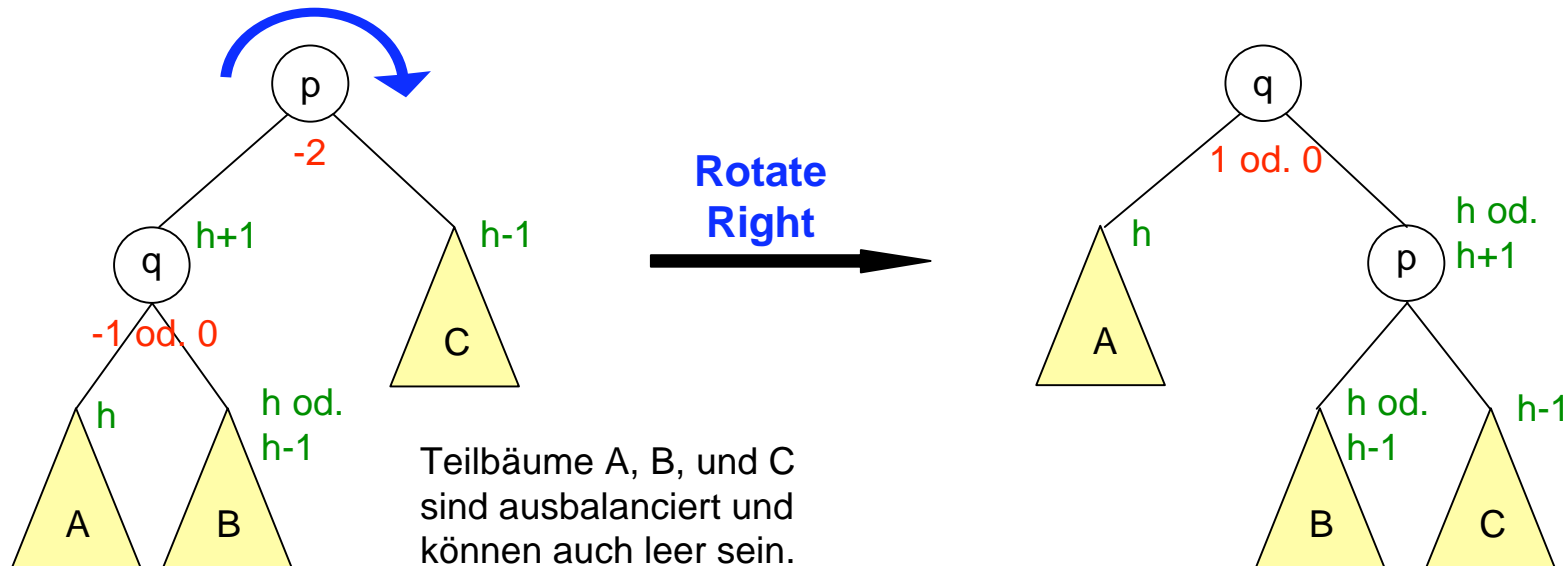 p
-2
q
h+1
-1 od. 0
h-1
C
h
A
h od.
h-1
B
Teilbäume A, B, und C
sind ausbalanciert und
können auch leer sein.
Rotate
Right
q
1 od. 0
h
A
h od.
h+1
p
h od.
h-1
B
h-1
C